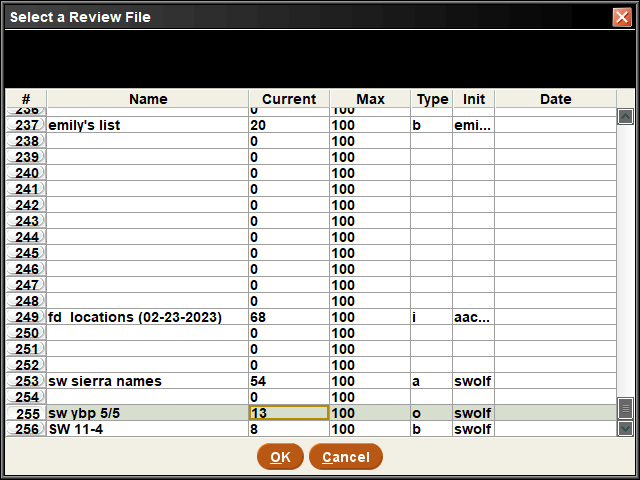 Select a Review File
# Name Current Max Type Init Date
236 0 100
237 emily's list 20 100 b emi...
238 0 100
239 0 100
240 0 100
241 0 100
242 0 100
243 0 100
244 0 100
245 0 100
246 0 100
247 0 100
248 0 100
249 fd locations (02-23-2023) 68 100 i aac...
250 0 100
251 0 100
252 0 100
253 sw sierra names 54 100 a swolf
254 0 100
255 sw ybp 5/5 13 100 o swolf
256 SW 11-4 8 100 b swolf
OK Cancel